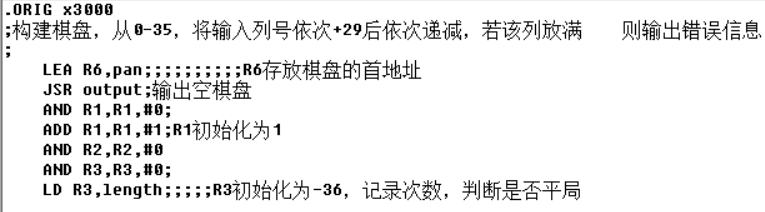 .ORIG x3000
;构建棋盘，从0-35，将输入列号依次+29后依次递减，若该列放满    则输出错误信息
;
    LEA R6,pan;;;;;;;;;;R6存放棋盘的首地址
    JSR output;输出空棋盘
    AND R1,R1,#0;
    ADD R1,R1,#1;R1初始化为1
    AND R2,R2,#0
    AND R3,R3,#0;
    LD R3,length;;;;;R3初始化为-36，记录次数，判断是否平局